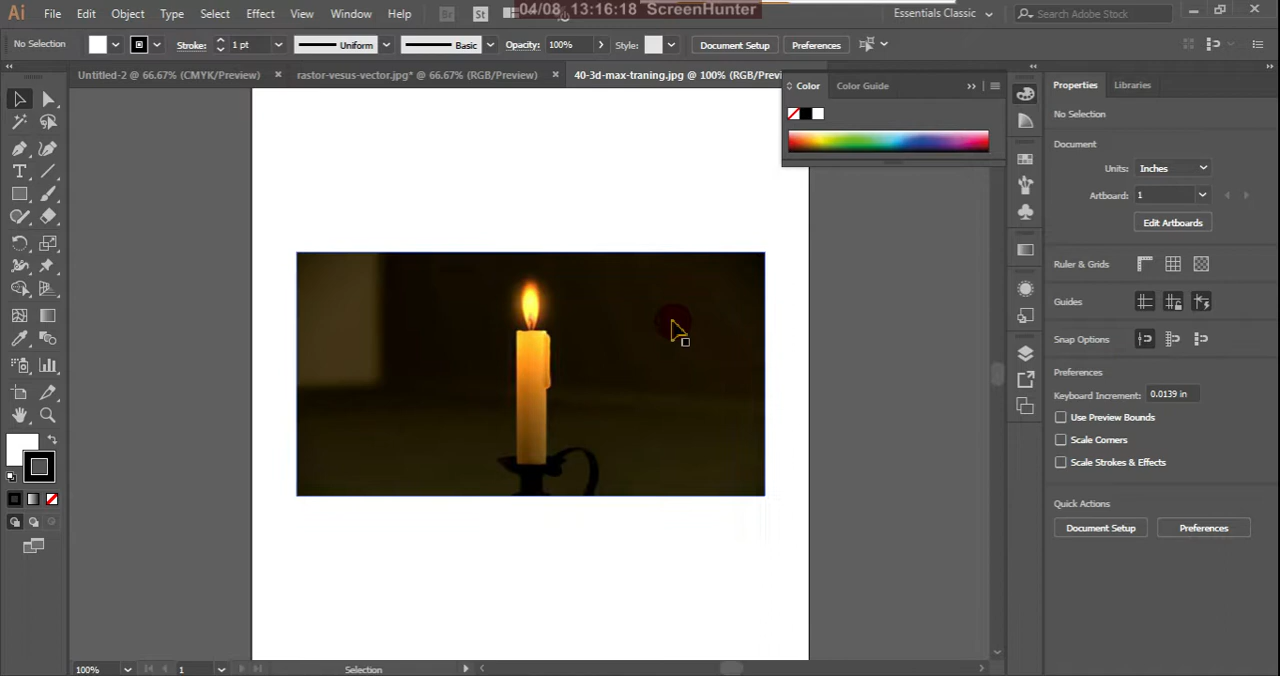 04/08 13:16:18 ScreenHunter
Ai File Edit Object Type Select Effect View Window Help Br St Essentials Classic Search Adobe Stock
No Selection Stroke: 1 pt Uniform Basic Opacity: 100% Style: Document Setup Preferences
Untitled-2 @ 66.67% (CMYK/Preview) rastor-vesus-vector.jpg* @ 66.67% (RGB/Preview) 40-3d-max-traning.jpg @ 100% (RGB/Previ
Color Color Guide
Properties Libraries
No Selection
Document
Units: Inches
Artboard: 1
Edit Artboards
Ruler & Grids
Guides
Snap Options
Preferences
Keyboard Increment: 0.0139 in
Use Preview Bounds
Scale Corners
Scale Strokes & Effects
Quick Actions
Document Setup Preferences
100% 1 Selection